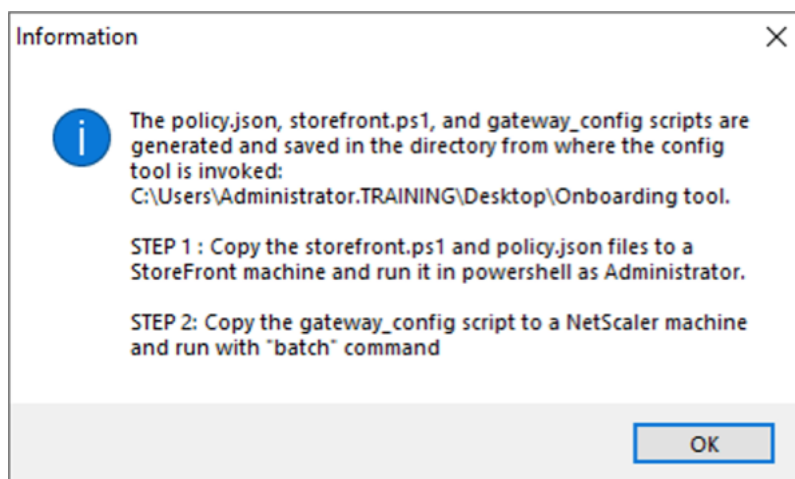 Information
The policy.json, storefront.ps1, and gateway_config scripts are
generated and saved in the directory from where the config
tool is invoked:
C:\Users\Administrator.TRAINING\Desktop\Onboarding tool.
STEP 1 : Copy the storefront.ps1 and policy.json files to a
StoreFront machine and run it in powershell as Administrator.
STEP 2: Copy the gateway_config script to a NetScaler machine
and run with "batch" command
OK